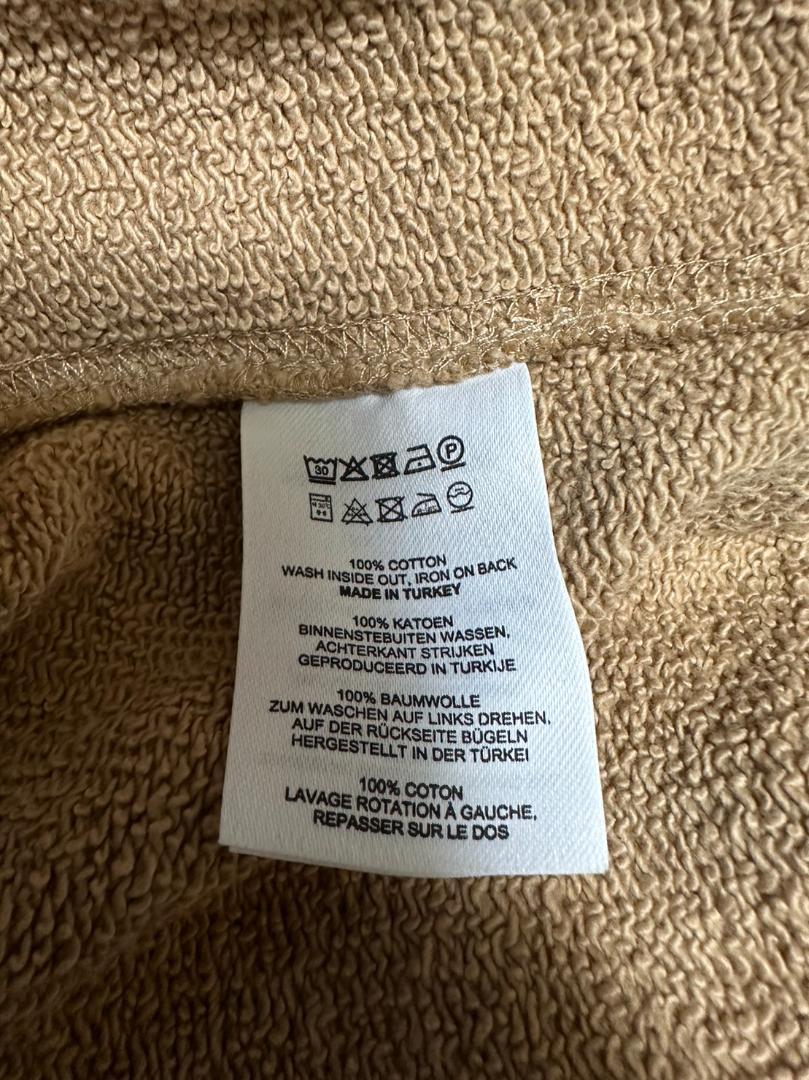 30 P
100% COTTON
WASH INSIDE OUT, IRON ON BACK
MADE IN TURKEY
100% KATOEN
BINNENSTEBUITEN WASSEN,
ACHTERKANT STRIJKEN
GEPRODUCEERD IN TURKIJE
100% BAUMWOLLE
ZUM WASCHEN AUF LINKS DREHEN,
AUF DER RÜCKSEITE BÜGELN
HERGESTELLT IN DER TÜRKEI
100% COTON
LAVAGE ROTATION À GAUCHE,
REPASSER SUR LE DOS